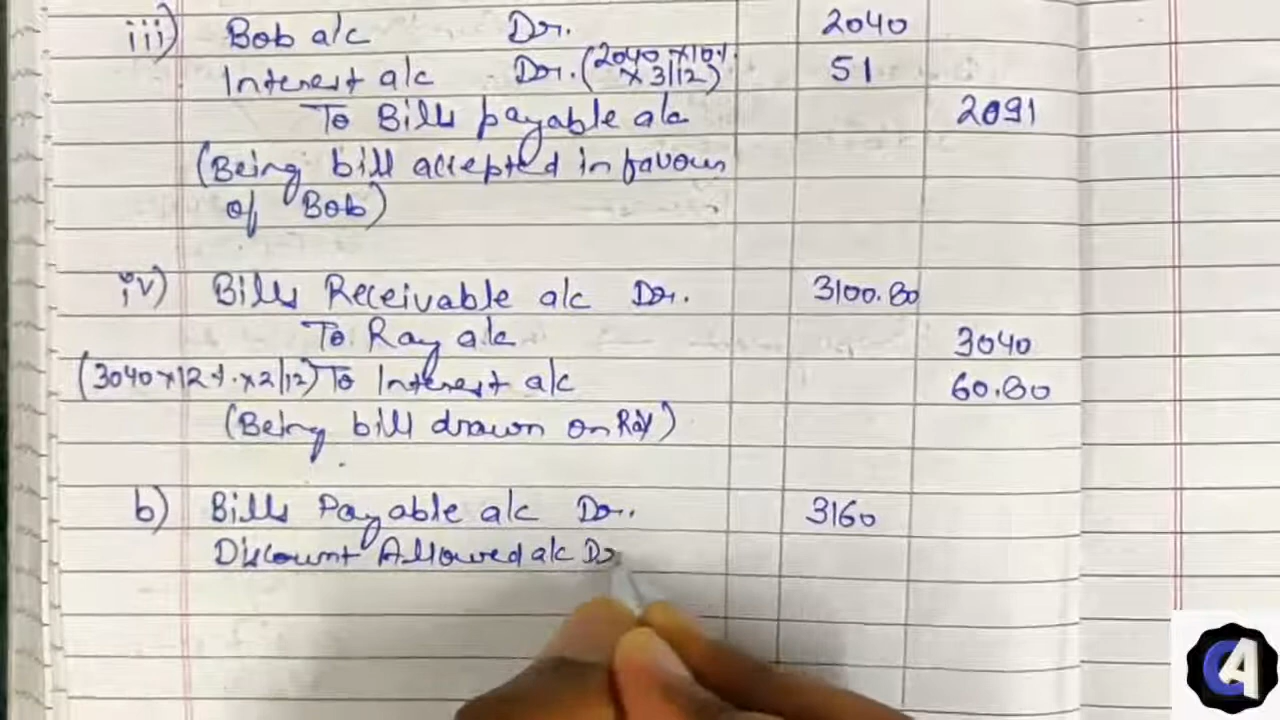 iii) Bob a/c Dr. 2040
Interest a/c Dr. (2040 x 10% x 3/12) 51
To Bills payable a/c 2091
(Being bill accepted in favour
of Bob)
iv) Bills Receivable a/c Dr. 3100.80
To Ray a/c 3040
(3040 x 12% x 2/12) To Interest a/c 60.80
(Being bill drawn on Ray)
b) Bills Payable a/c Dr. 3160
Discount Allowed a/c Dr
CA